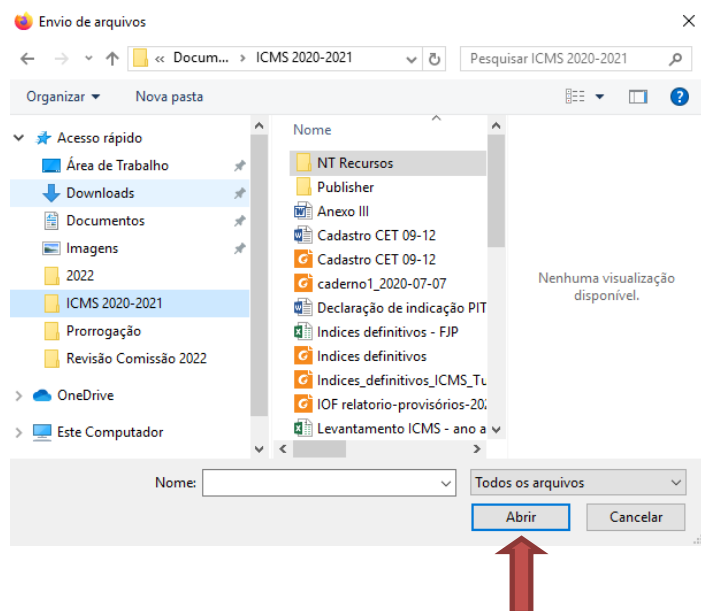 Envio de arquivos
« Docum... > ICMS 2020-2021
Pesquisar ICMS 2020-2021
Organizar
Nova pasta
?
Acesso rápido
Área de Trabalho
Downloads
Documentos
Imagens
2022
ICMS 2020-2021
Prorrogação
Revisão Comissão 2022
OneDrive
Este Computador
Nome
NT Recursos
Publisher
Anexo III
Cadastro CET 09-12
Cadastro CET 09-12
caderno1_2020-07-07
Declaração de indicação PIT
Indices definitivos - FJP
Indices definitivos
Indices_definitivos_ICMS_Tu
IOF relatorio-provisórios-202
Levantamento ICMS - ano a
Nenhuma visualização
disponível.
Nome:
Todos os arquivos
Abrir
Cancelar